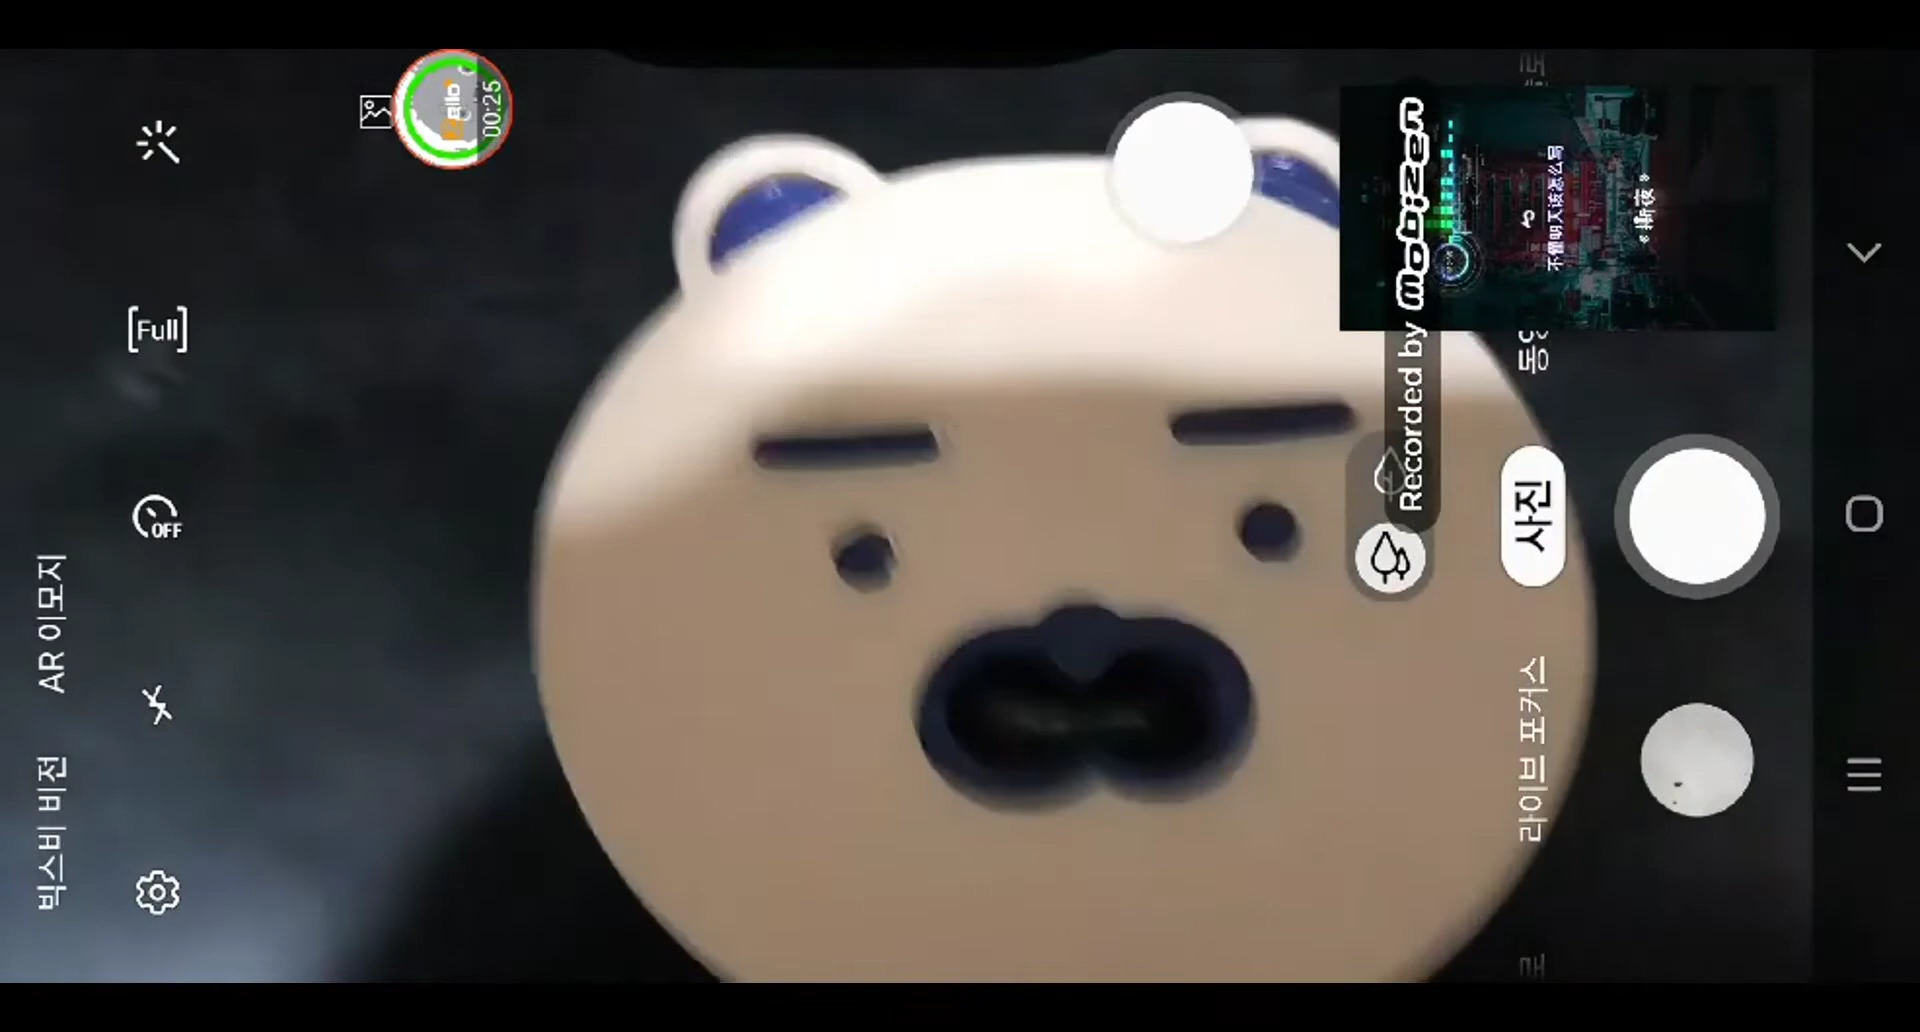 빅스비 비전
AR 이모지
Full
OFF
00:25
Recorded by Mobizen
不懂明天该怎么局
《撕夜》
동영
사진
라이브 포커스